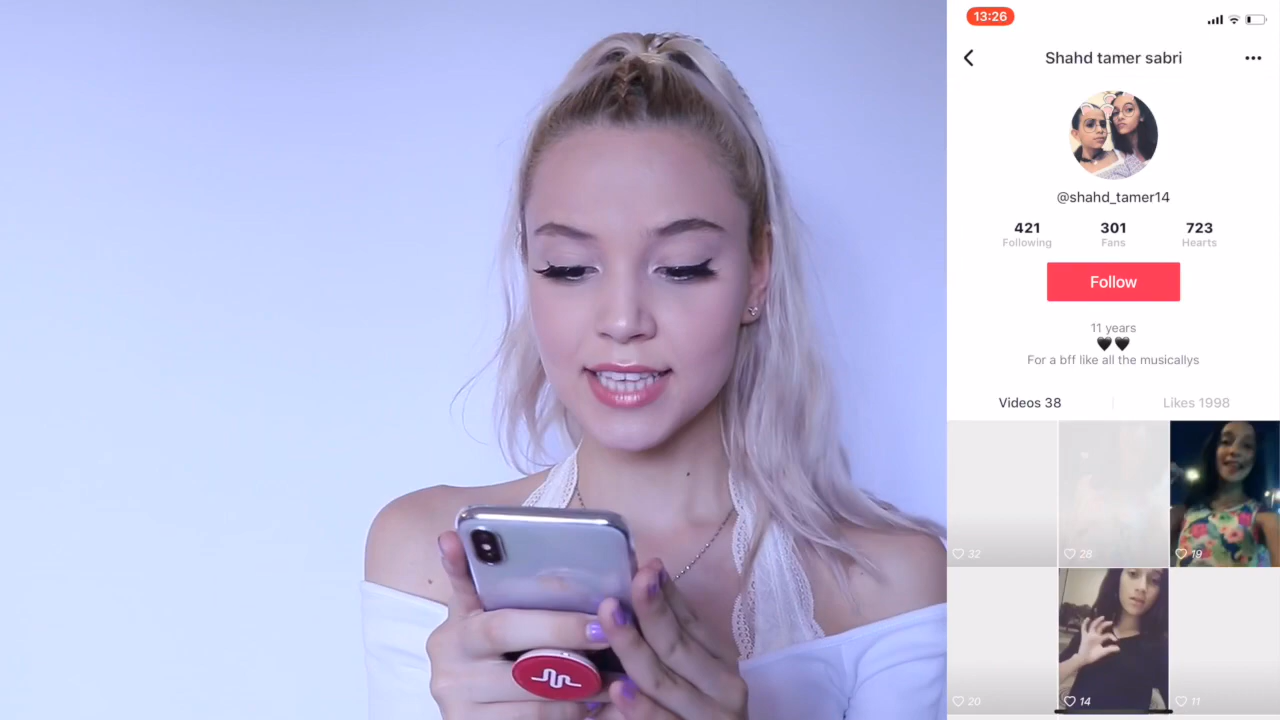 13:26
Shahd tamer sabri
@shahd_tamer14
421 301 723
Following Fans Hearts
Follow
11 years
🖤🖤
For a bff like all the musicallys
Videos 38 Likes 1998
32 28 19
20 14 11